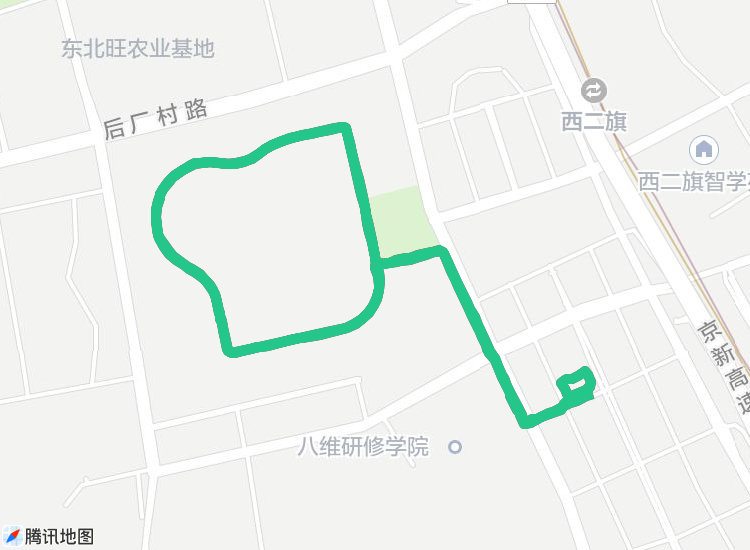 东北旺农业基地
后厂村路
西二旗
西二旗智学苑
京新高速
八维研修学院
腾讯地图